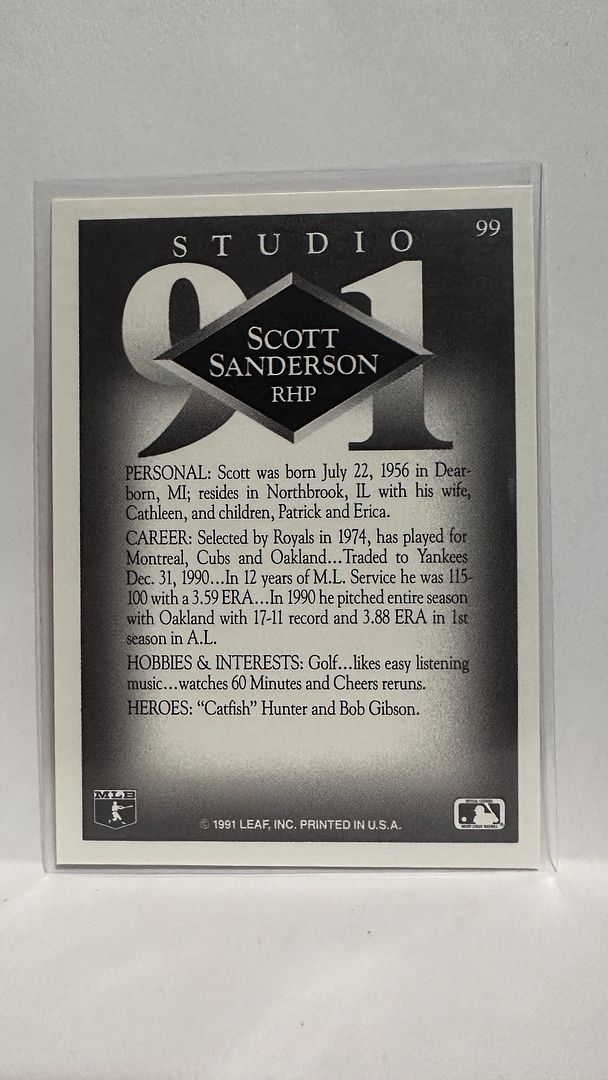 99
STUDIO
91
SCOTT
SANDERSON
RHP
PERSONAL: Scott was born July 22, 1956 in Dear-
born, MI; resides in Northbrook, IL with his wife,
Cathleen, and children, Patrick and Erica.
CAREER: Selected by Royals in 1974, has played for
Montreal, Cubs and Oakland...Traded to Yankees
Dec. 31, 1990...In 12 years of M.L. Service he was 115-
100 with a 3.59 ERA...In 1990 he pitched entire season
with Oakland with 17-11 record and 3.88 ERA in 1st
season in A.L.
HOBBIES & INTERESTS: Golf...likes easy listening
music...watches 60 Minutes and Cheers reruns.
HEROES: “Catfish” Hunter and Bob Gibson.
MLB
© 1991 LEAF, INC. PRINTED IN U.S.A.